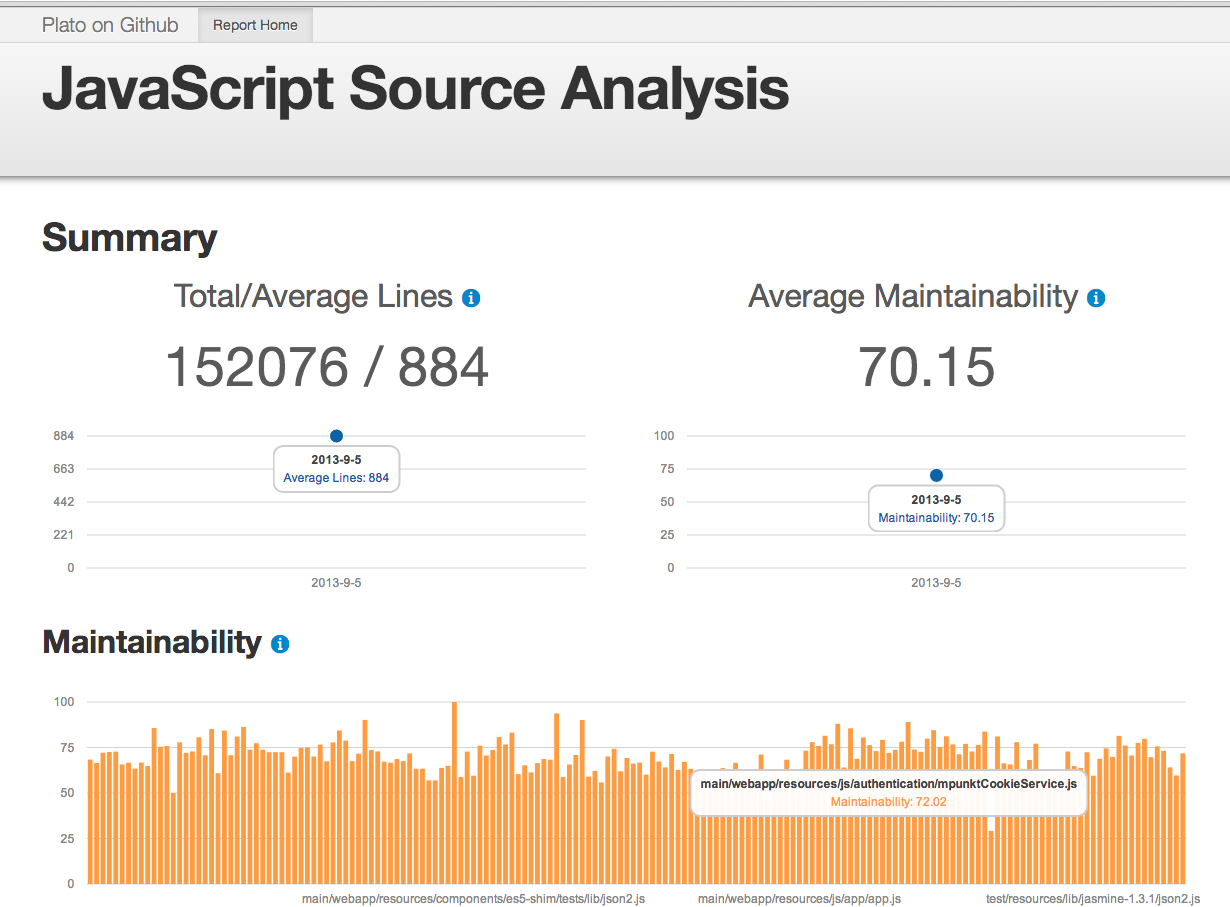 Plato on Github Report Home
JavaScript Source Analysis
Summary
Total/Average Lines i
152076 / 884
884
663
442
221
0
2013-9-5
Average Lines: 884
2013-9-5
Average Maintainability i
70.15
100
75
50
25
0
2013-9-5
Maintainability: 70.15
2013-9-5
Maintainability i
100
75
50
25
0
main/webapp/resources/js/authentication/mpunktCookieService.js
Maintainability: 72.02
main/webapp/resources/components/es5-shim/tests/lib/json2.js main/webapp/resources/js/app/app.js test/resources/lib/jasmine-1.3.1/json2.js